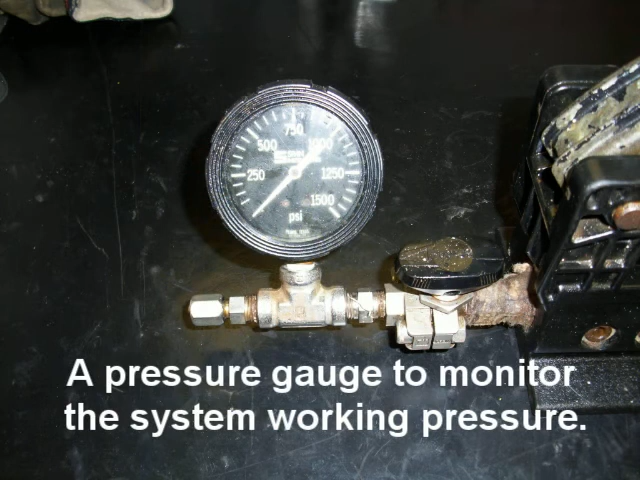 750
500
1000
250
1250
1500
psi
A pressure gauge to monitor
the system working pressure.